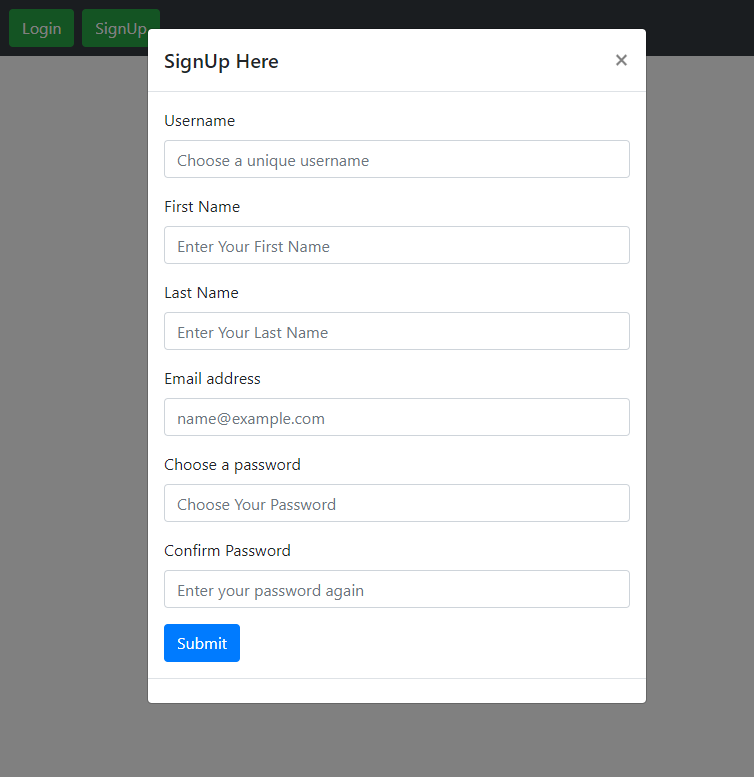 Login SignUp
SignUp Here ×
Username
Choose a unique username
First Name
Enter Your First Name
Last Name
Enter Your Last Name
Email address
name@example.com
Choose a password
Choose Your Password
Confirm Password
Enter your password again
Submit